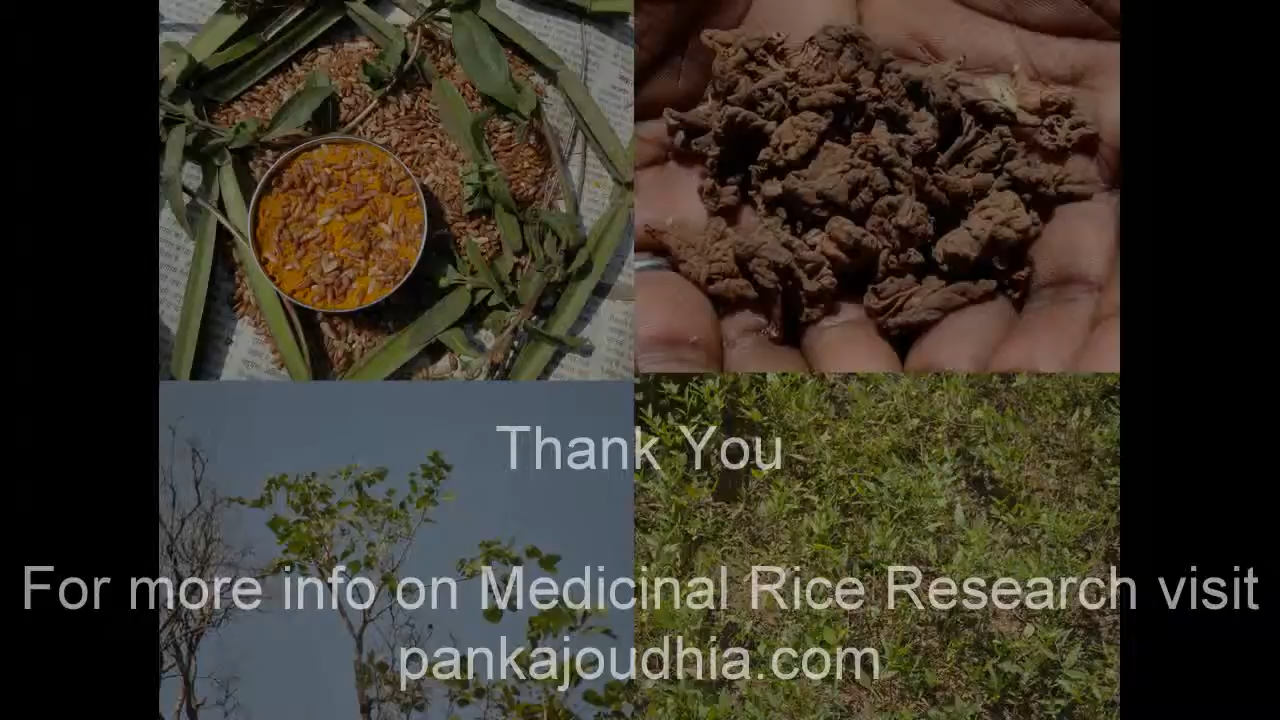 Thank You
For more info on Medicinal Rice Research visit
pankajoudhia.com